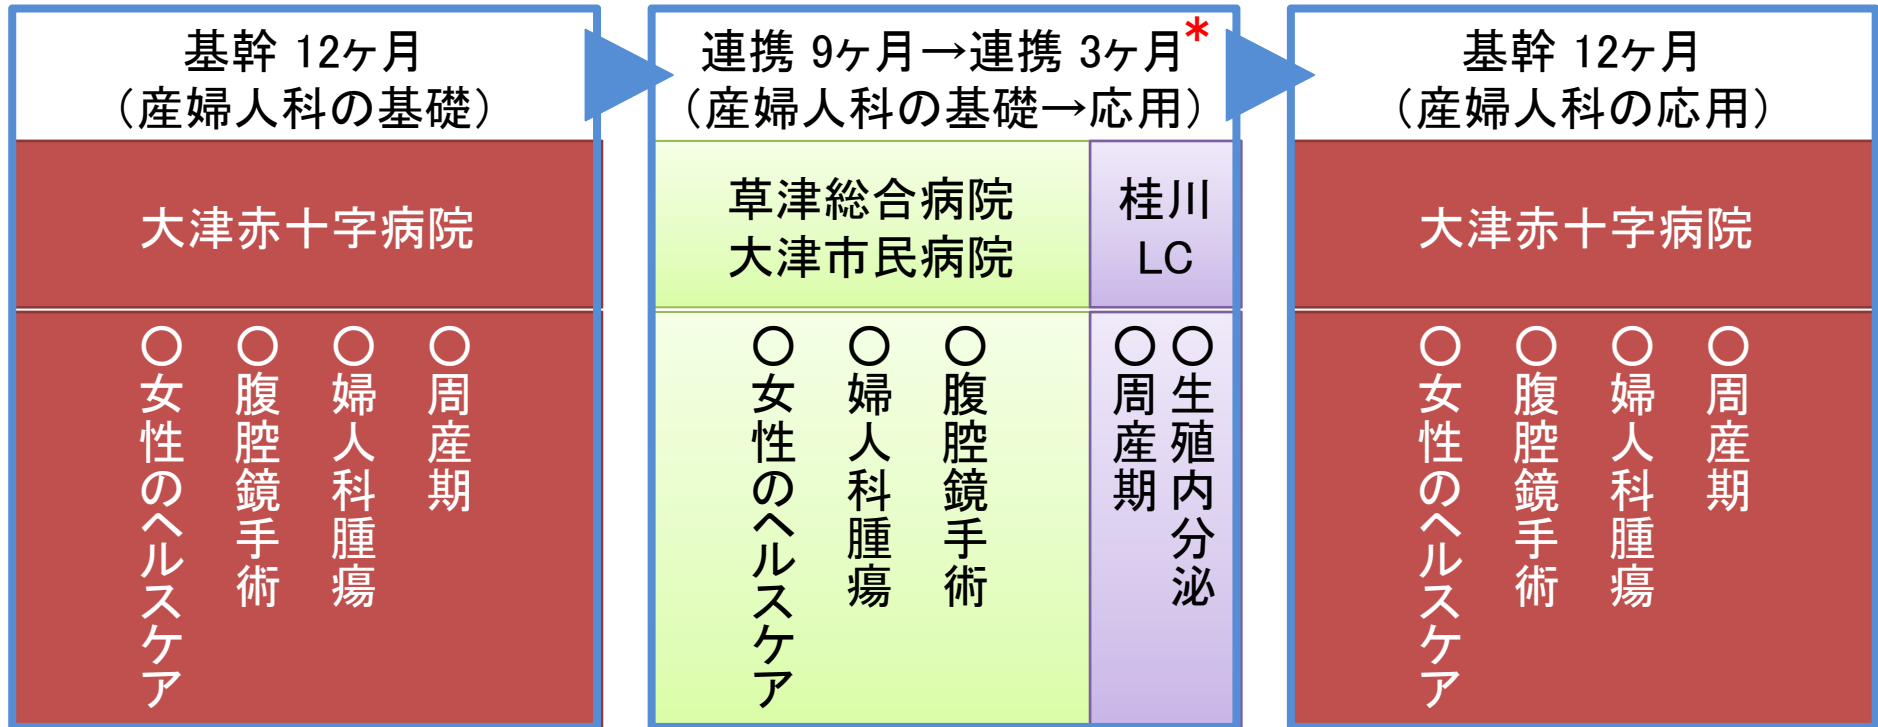 基幹 12ヶ月
（産婦人科の基礎）
大津赤十字病院
○周産期
○婦人科腫瘍
○腹腔鏡手術
○女性のヘルスケア
連携 9ヶ月→連携 3ヶ月*
（産婦人科の基礎→応用）
草津総合病院
大津市民病院
○腹腔鏡手術
○婦人科腫瘍
○女性のヘルスケア
桂川
LC
○生殖内分泌
○周産期
基幹 12ヶ月
（産婦人科の応用）
大津赤十字病院
○周産期
○婦人科腫瘍
○腹腔鏡手術
○女性のヘルスケア